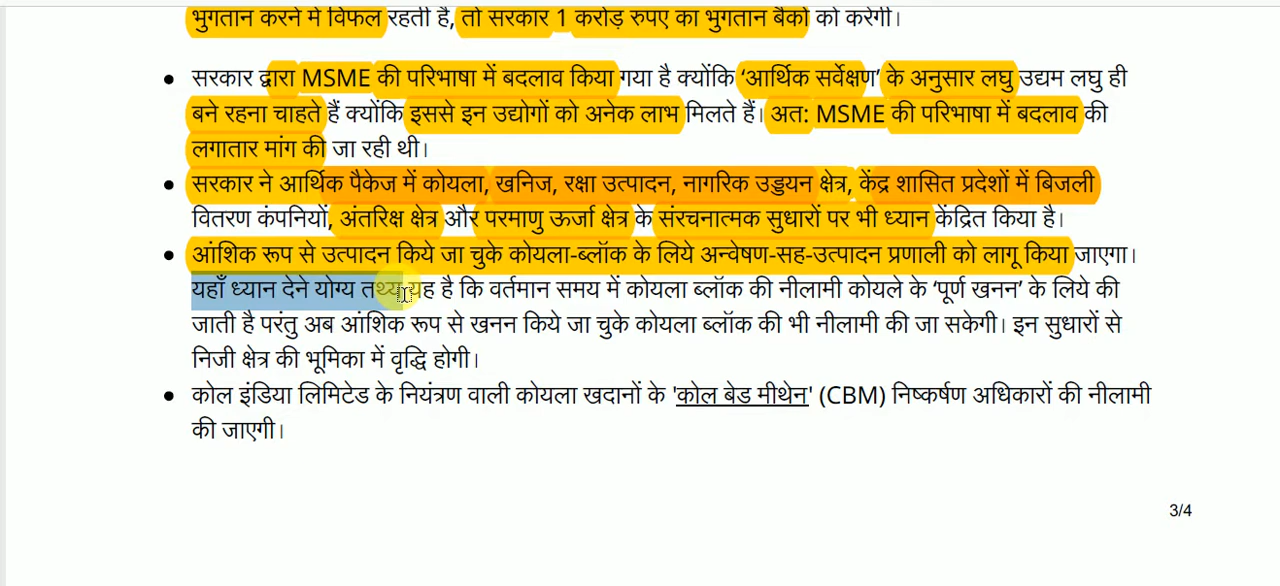 भुगतान करने में विफल रहती है, तो सरकार 1 करोड़ रुपए का भुगतान बैंकों को करेगी।
● सरकार द्वारा MSME की परिभाषा में बदलाव किया गया है क्योंकि ‘आर्थिक सर्वेक्षण’ के अनुसार लघु उद्यम लघु ही
बने रहना चाहते हैं क्योंकि इससे इन उद्योगों को अनेक लाभ मिलते हैं। अत: MSME की परिभाषा में बदलाव की
लगातार मांग की जा रही थी।
● सरकार ने आर्थिक पैकेज में कोयला, खनिज, रक्षा उत्पादन, नागरिक उड्डयन क्षेत्र, केंद्र शासित प्रदेशों में बिजली
वितरण कंपनियों, अंतरिक्ष क्षेत्र और परमाणु ऊर्जा क्षेत्र के संरचनात्मक सुधारों पर भी ध्यान केंद्रित किया है।
● आंशिक रूप से उत्पादन किये जा चुके कोयला-ब्लॉक के लिये अन्वेषण-सह-उत्पादन प्रणाली को लागू किया जाएगा।
यहाँ ध्यान देने योग्य तथ्य यह है कि वर्तमान समय में कोयला ब्लॉक की नीलामी कोयले के ‘पूर्ण खनन’ के लिये की
जाती है परंतु अब आंशिक रूप से खनन किये जा चुके कोयला ब्लॉक की भी नीलामी की जा सकेगी। इन सुधारों से
निजी क्षेत्र की भूमिका में वृद्धि होगी।
● कोल इंडिया लिमिटेड के नियंत्रण वाली कोयला खदानों के 'कोल बेड मीथेन' (CBM) निष्कर्षण अधिकारों की नीलामी
की जाएगी।
3/4